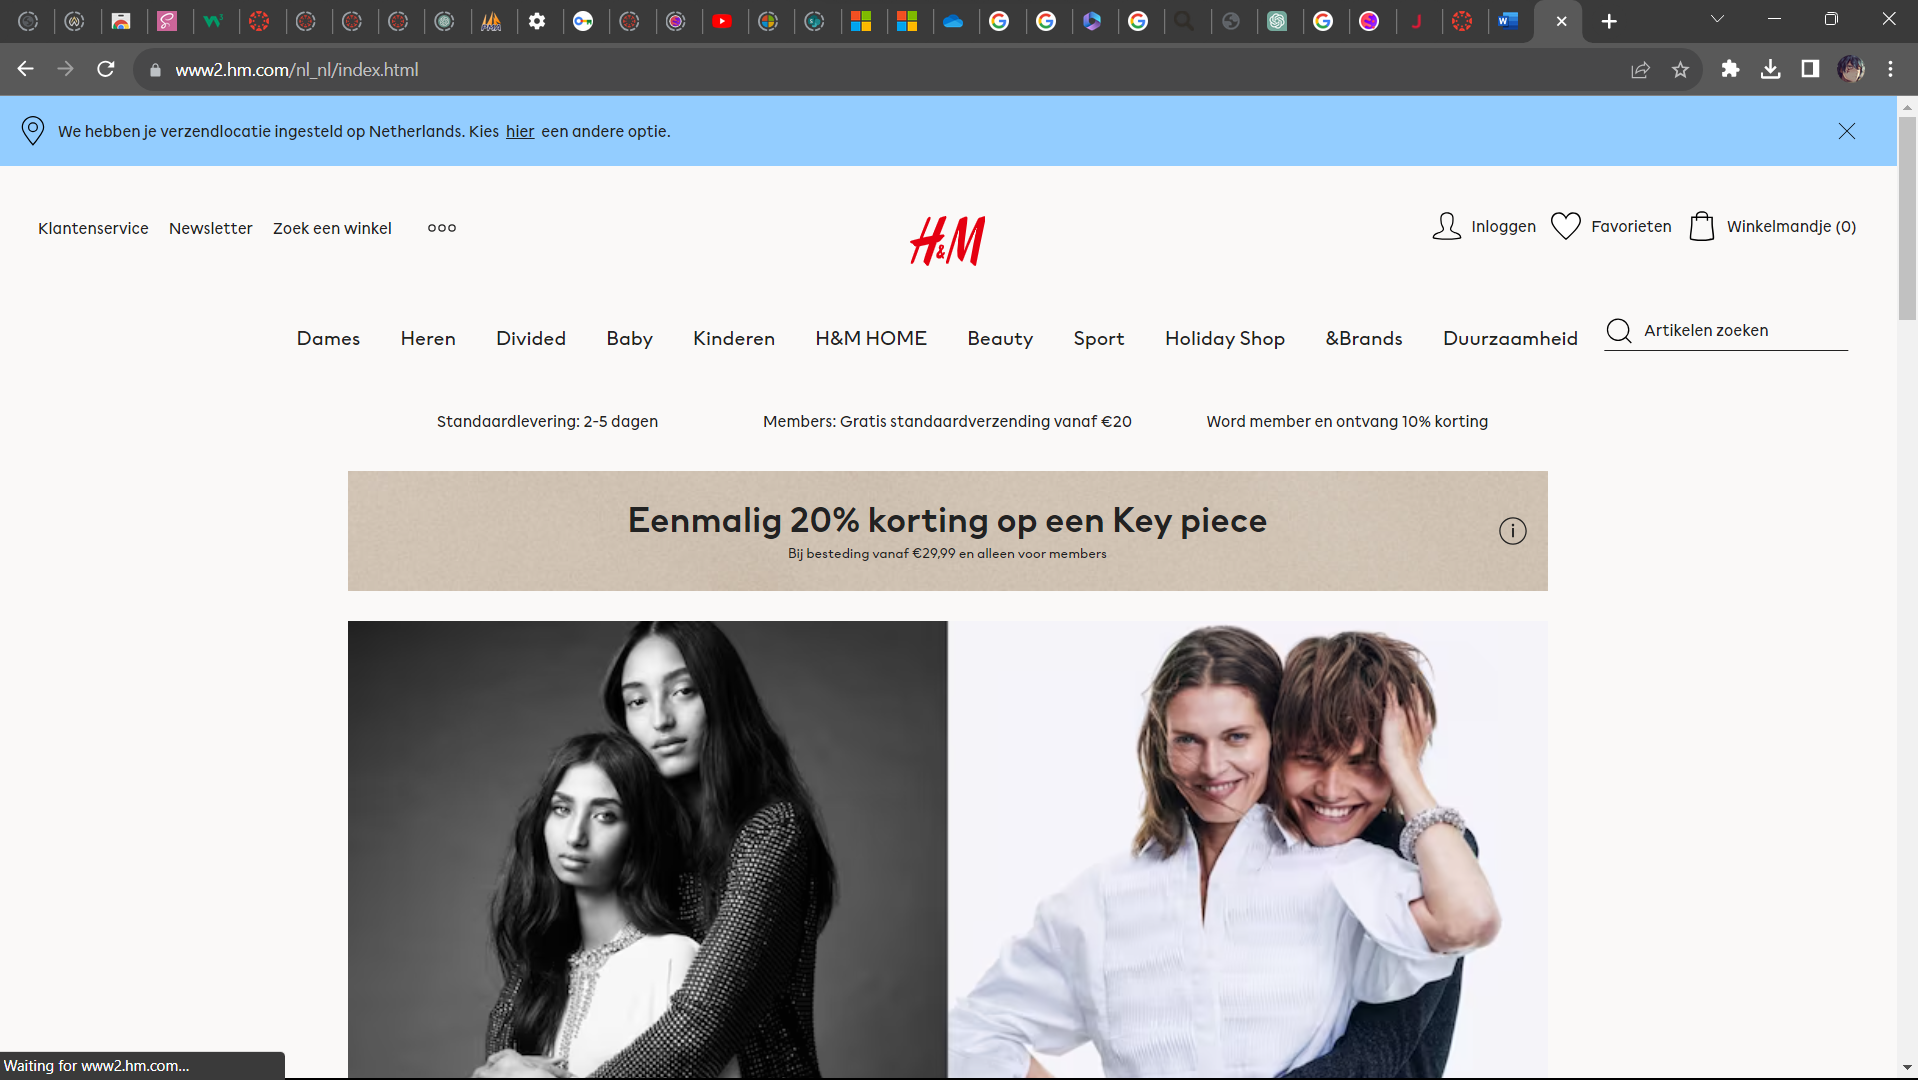 www2.hm.com/nl_nl/index.html
We hebben je verzendlocatie ingesteld op Netherlands. Kies hier een andere optie.
Klantenservice Newsletter Zoek een winkel
H&M
Inloggen Favorieten Winkelmandje (0)
Dames Heren Divided Baby Kinderen H&M HOME Beauty Sport Holiday Shop &Brands Duurzaamheid
Artikelen zoeken
Standaardlevering: 2-5 dagen Members: Gratis standaardverzending vanaf €20 Word member en ontvang 10% korting
Eenmalig 20% korting op een Key piece
Bij besteding vanaf €29,99 en alleen voor members
Waiting for www2.hm.com...